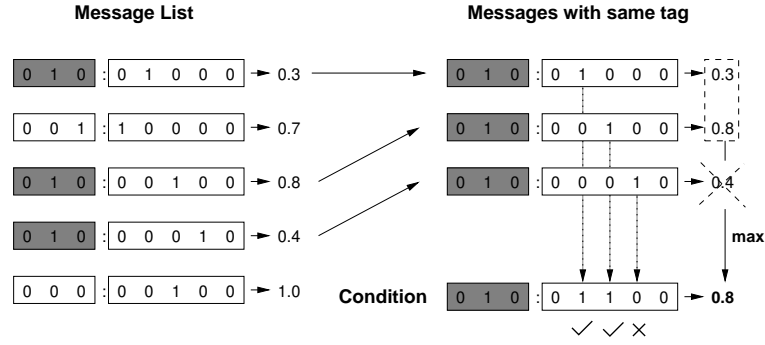 Message List Messages with same tag
0 1 0 : 0 1 0 0 0 0.3 0 1 0 : 0 1 0 0 0 0.3
0 0 1 : 1 0 0 0 0 0.7 0 1 0 : 0 0 1 0 0 0.8
0 1 0 : 0 0 1 0 0 0.8 0 1 0 : 0 0 0 1 0 0.4
0 1 0 : 0 0 0 1 0 0.4 max
0 0 0 : 0 0 1 0 0 1.0 Condition 0 1 0 : 0 1 1 0 0 0.8